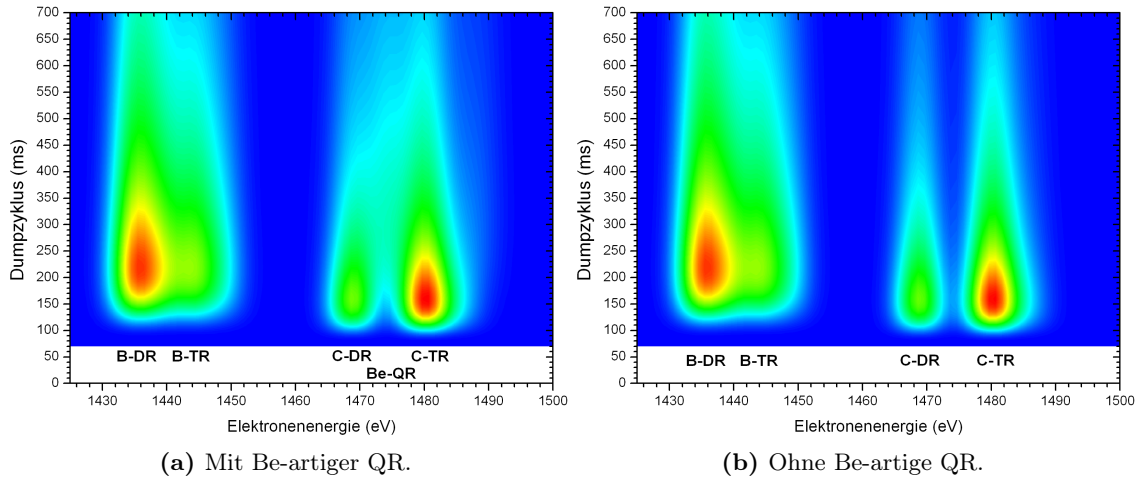 700
650
600
550
500
450
400
350
300
250
200
150
100
50
0
Dumpzyklus (ms)
B-DR B-TR C-DR C-TR
Be-QR
1430 1440 1450 1460 1470 1480 1490 1500
Elektronenenergie (eV)
(a) Mit Be-artiger QR.
700
650
600
550
500
450
400
350
300
250
200
150
100
50
0
Dumpzyklus (ms)
B-DR B-TR C-DR C-TR
1430 1440 1450 1460 1470 1480 1490 1500
Elektronenenergie (eV)
(b) Ohne Be-artige QR.